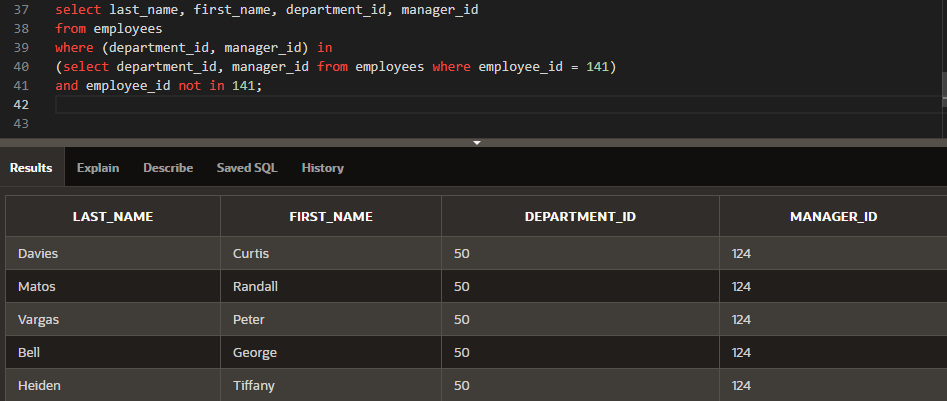 37 select last_name, first_name, department_id, manager_id
38 from employees
39 where (department_id, manager_id) in
40 (select department_id, manager_id from employees where employee_id = 141)
41 and employee_id not in 141;
42
43
Results Explain Describe Saved SQL History
LAST_NAME FIRST_NAME DEPARTMENT_ID MANAGER_ID
Davies Curtis 50 124
Matos Randall 50 124
Vargas Peter 50 124
Bell George 50 124
Heiden Tiffany 50 124